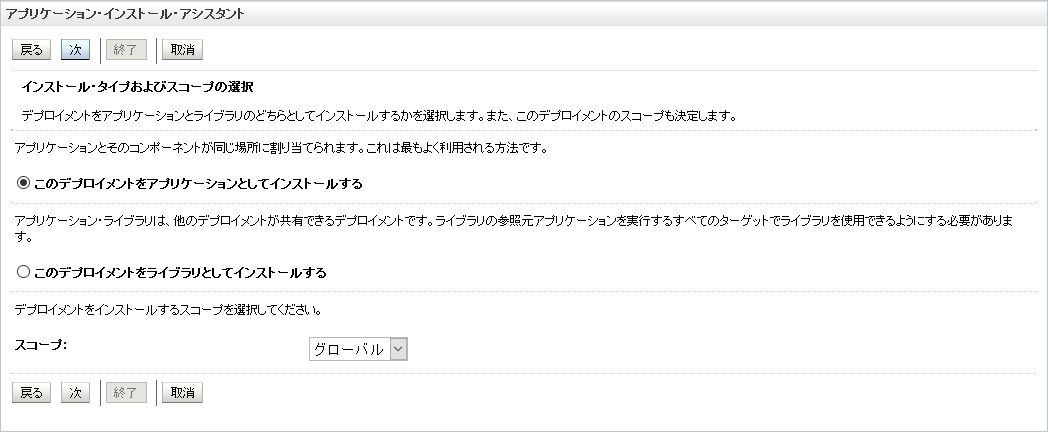 アプリケーション・インストール・アシスタント
戻る 次 終了 取消
インストール・タイプおよびスコープの選択
デプロイメントをアプリケーションとライブラリのどちらとしてインストールするかを選択します。また、このデプロイメントのスコープも決定します。
アプリケーションとそのコンポーネントが同じ場所に割り当てられます。これは最もよく利用される方法です。
このデプロイメントをアプリケーションとしてインストールする
アプリケーション・ライブラリは、他のデプロイメントが共有できるデプロイメントです。ライブラリの参照元アプリケーションを実行するすべてのターゲットでライブラリを使用できるようにする必要がありま
す。
このデプロイメントをライブラリとしてインストールする
デプロイメントをインストールするスコープを選択してください。
スコープ: グローバル
戻る 次 終了 取消